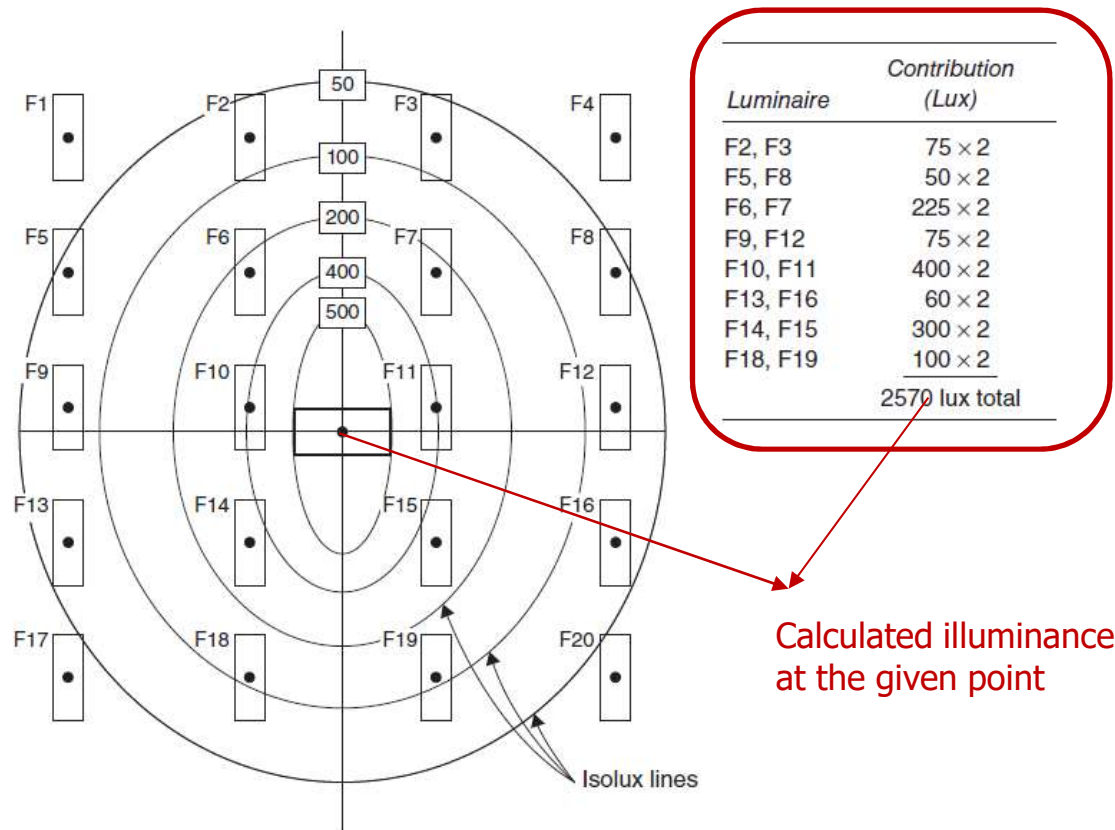 50
F1
F2
F3
F4
100
200
F5
F6
F7
F8
400
500
F9
F10
F11
F12
F13
F14
F15
F16
F17
F18
F19
F20
Isolux lines
Contribution
Luminaire (Lux)
F2, F3 75 × 2
F5, F8 50 × 2
F6, F7 225 × 2
F9, F12 75 × 2
F10, F11 400 × 2
F13, F16 60 × 2
F14, F15 300 × 2
F18, F19 100 × 2
2570 lux total
Calculated illuminance
at the given point